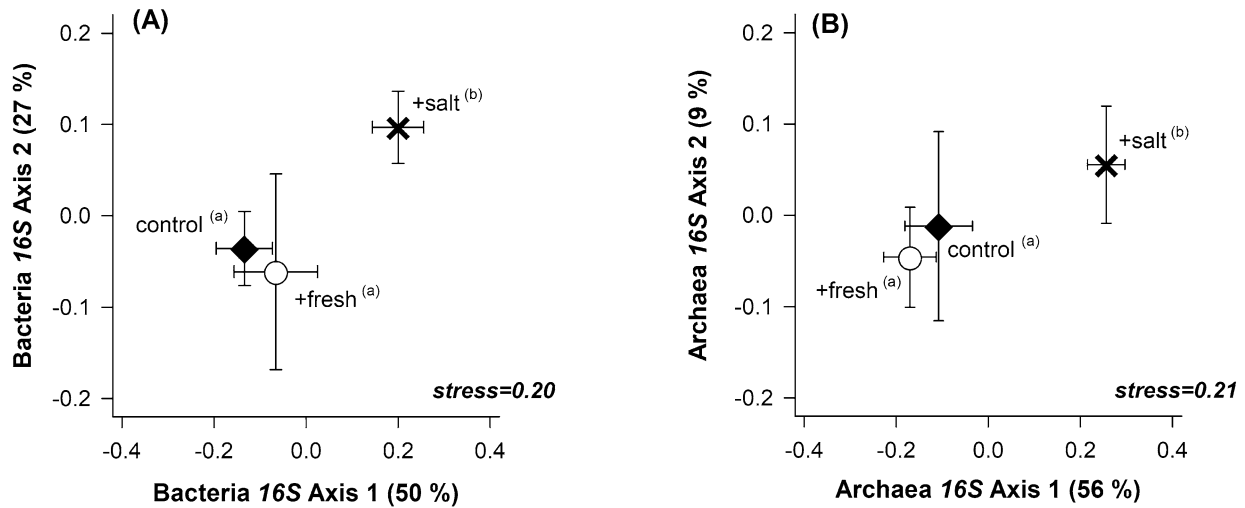 (A)
Bacteria 16S Axis 2 (27 %)
0.2
0.1
0.0
-0.1
-0.2
+salt (b)
control (a)
+fresh (a)
stress=0.20
-0.4 -0.2 0.0 0.2 0.4
Bacteria 16S Axis 1 (50 %)
(B)
Archaea 16S Axis 2 (9 %)
0.2
0.1
0.0
-0.1
-0.2
+salt (b)
control (a)
+fresh (a)
stress=0.21
-0.4 -0.2 0.0 0.2 0.4
Archaea 16S Axis 1 (56 %)